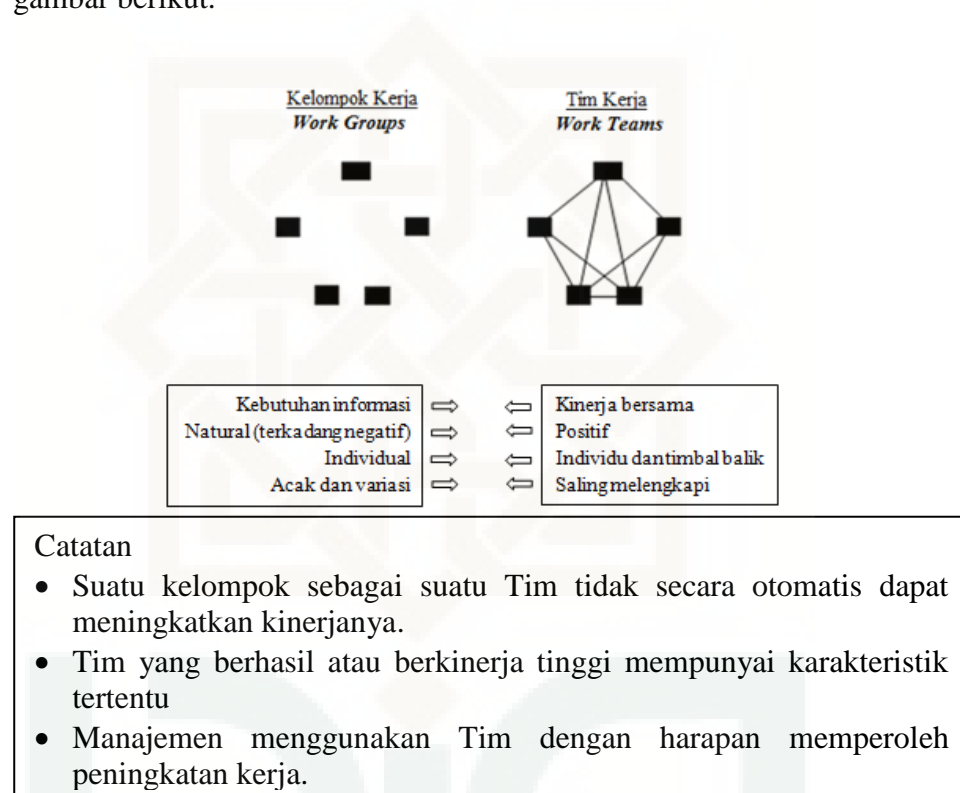 gambar berikut.
Kelompok Kerja
Work Groups
Tim Kerja
Work Teams
Kebutuhan informasi
Natural (terkadang negatif)
Individual
Acak dan variasi
Kinerja bersama
Positif
Individu dan timbal balik
Saling melengkapi
Catatan
• Suatu kelompok sebagai suatu Tim tidak secara otomatis dapat
meningkatkan kinerjanya.
• Tim yang berhasil atau berkinerja tinggi mempunyai karakteristik
tertentu
• Manajemen menggunakan Tim dengan harapan memperoleh
peningkatan kerja.